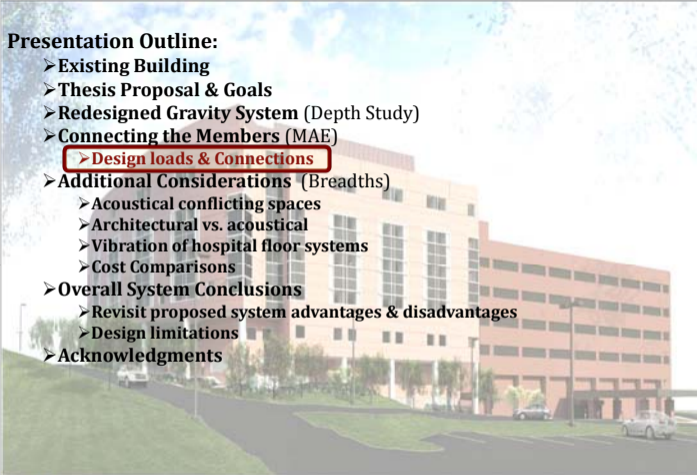 Presentation Outline:
➢Existing Building
➢Thesis Proposal & Goals
➢Redesigned Gravity System (Depth Study)
➢Connecting the Members (MAE)
➢Design loads & Connections
➢Additional Considerations (Breadths)
➢Acoustical conflicting spaces
➢Architectural vs. acoustical
➢Vibration of hospital floor systems
➢Cost Comparisons
➢Overall System Conclusions
➢Revisit proposed system advantages & disadvantages
➢Design limitations
➢Acknowledgments